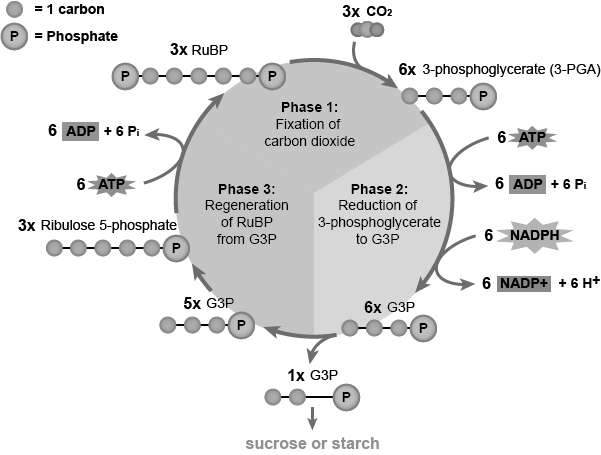 = 1 carbon
P = Phosphate
3x CO2
3x RuBP
P P
6x 3-phosphoglycerate (3-PGA)
P
Phase 1:
Fixation of
carbon dioxide
6 ADP + 6 Pi
6 ATP
6 ATP
6 ADP + 6 Pi
Phase 3:
Regeneration
of RuBP
from G3P
Phase 2:
Reduction of
3-phosphoglycerate
to G3P
3x Ribulose 5-phosphate
P
6 NADPH
6 NADP+ + 6 H+
5x G3P
P
6x G3P
P
1x G3P
P
sucrose or starch